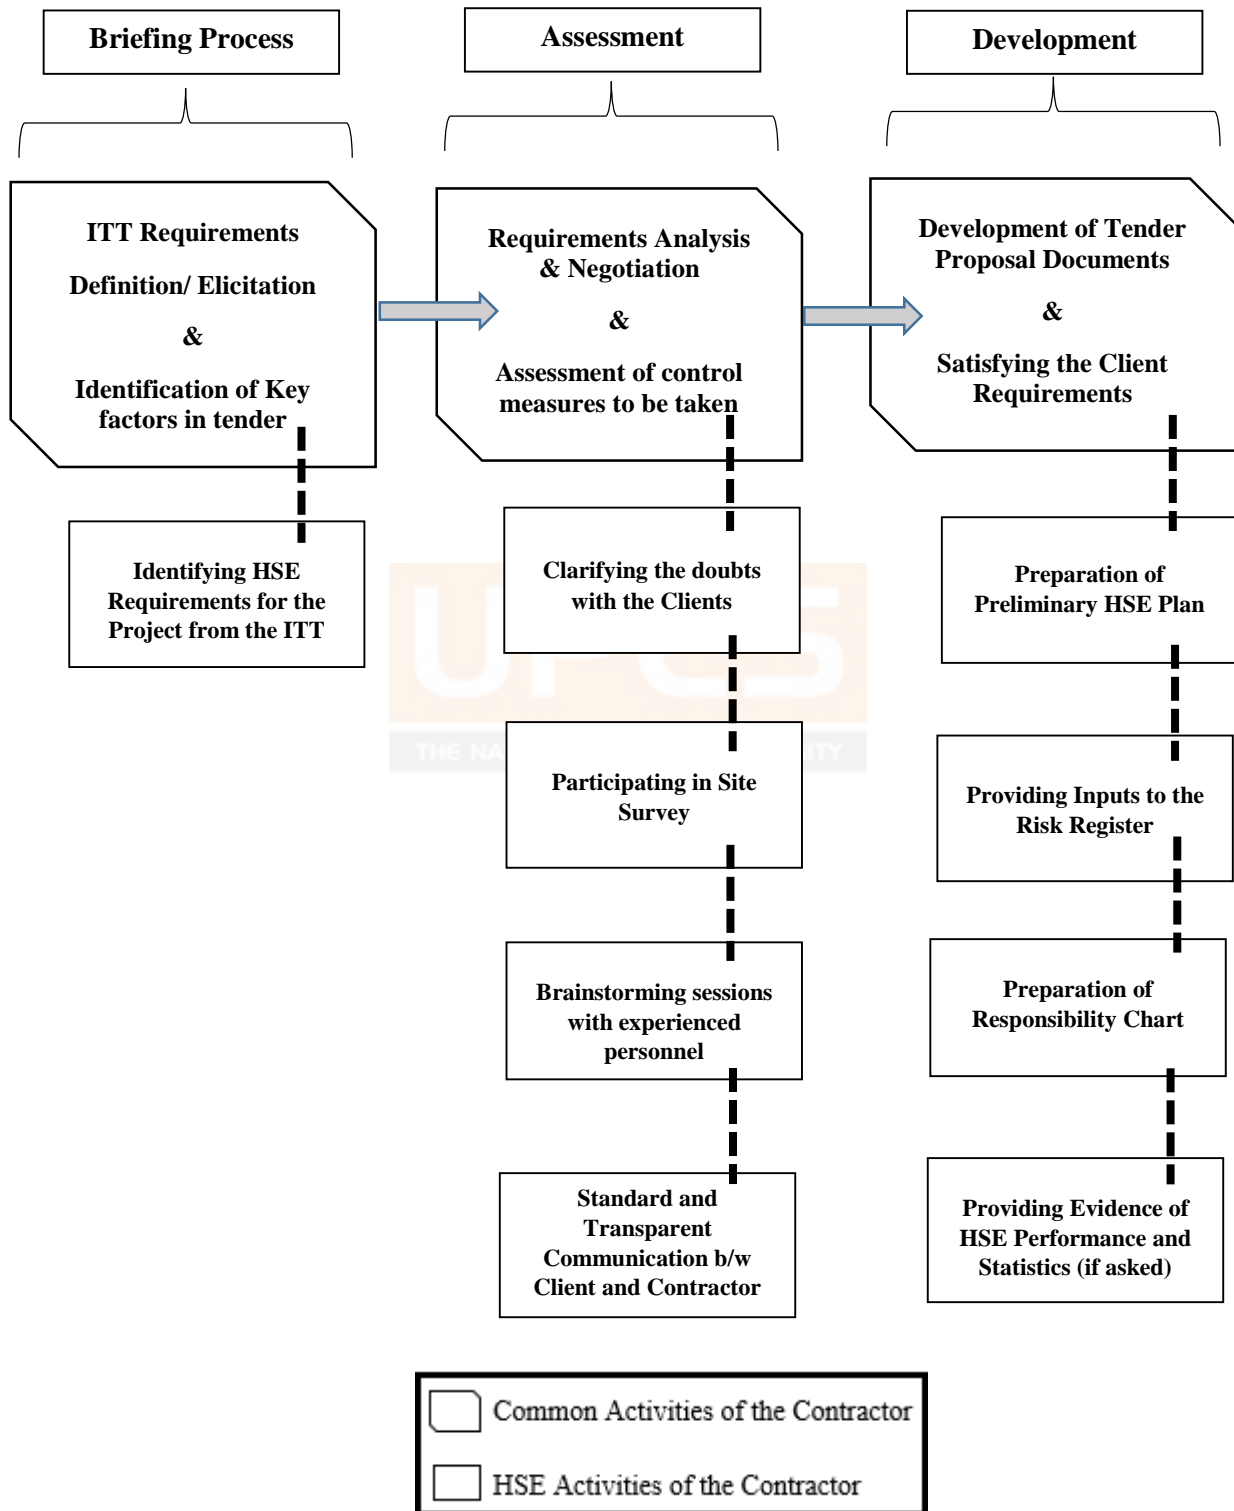 Briefing Process
Assessment
Development
ITT Requirements
Definition/ Elicitation
&
Identification of Key
factors in tender
Requirements Analysis
& Negotiation
&
Assessment of control
measures to be taken
Development of Tender
Proposal Documents
&
Satisfying the Client
Requirements
Identifying HSE
Requirements for the
Project from the ITT
Clarifying the doubts
with the Clients
Participating in Site
Survey
Brainstorming sessions
with experienced
personnel
Standard and
Transparent
Communication b/w
Client and Contractor
Preparation of
Preliminary HSE Plan
Providing Inputs to the
Risk Register
Preparation of
Responsibility Chart
Providing Evidence of
HSE Performance and
Statistics (if asked)
THE
Common Activities of the Contractor
HSE Activities of the Contractor